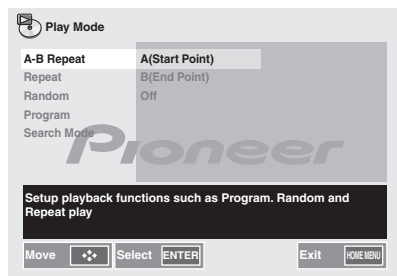 Play Mode
A-B Repeat A(Start Point)
Repeat B(End Point)
Random Off
Program
Search Mode
Pioneer
Setup playback functions such as Program. Random and
Repeat play
Move Select ENTER Exit HOME MENU